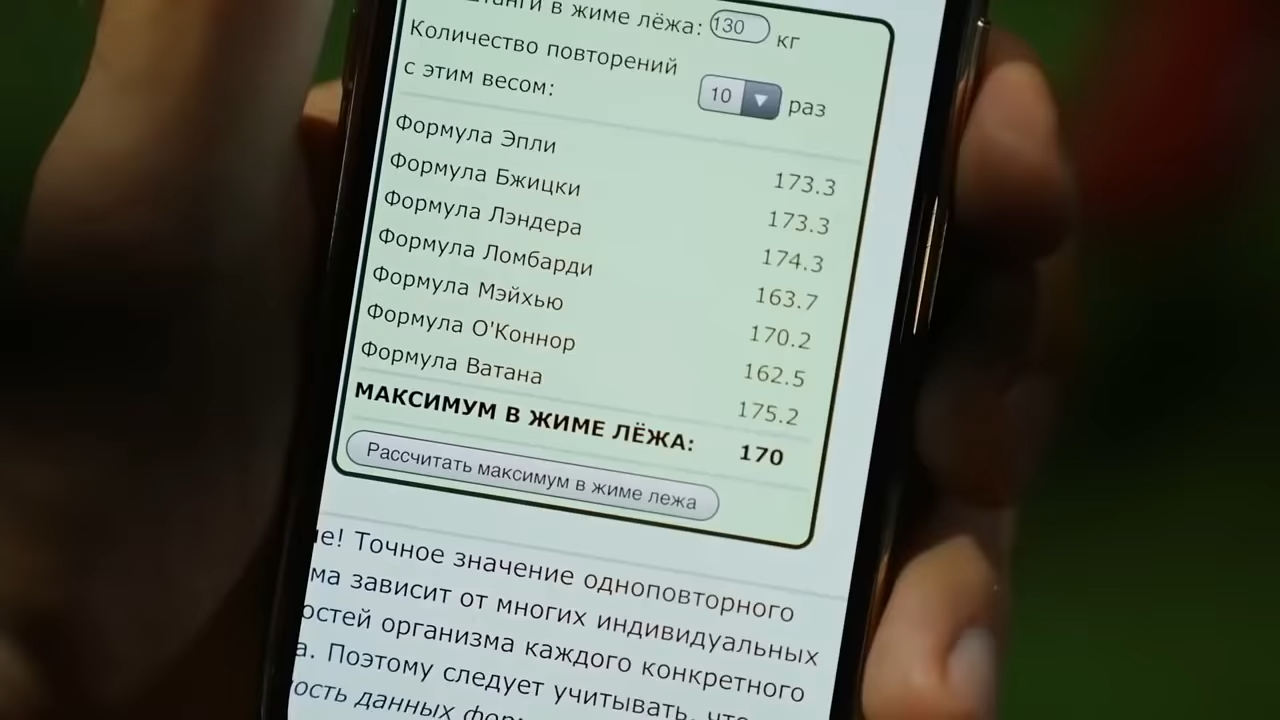 в жиме лёжа: 130 кг
Количество повторений
с этим весом: 10 раз
Формула Эпли 173.3
Формула Бжицки 173.3
Формула Лэндера 174.3
Формула Ломбарди 163.7
Формула Мэйхью 170.2
Формула О'Коннор 162.5
Формула Ватана 175.2
МАКСИМУМ В ЖИМЕ ЛЁЖА: 170
Рассчитать максимум в жиме лежа
Точное значение одноповторного
зависит от многих индивидуальных
организма каждого конкретного
Поэтому следует учитывать, что
данных